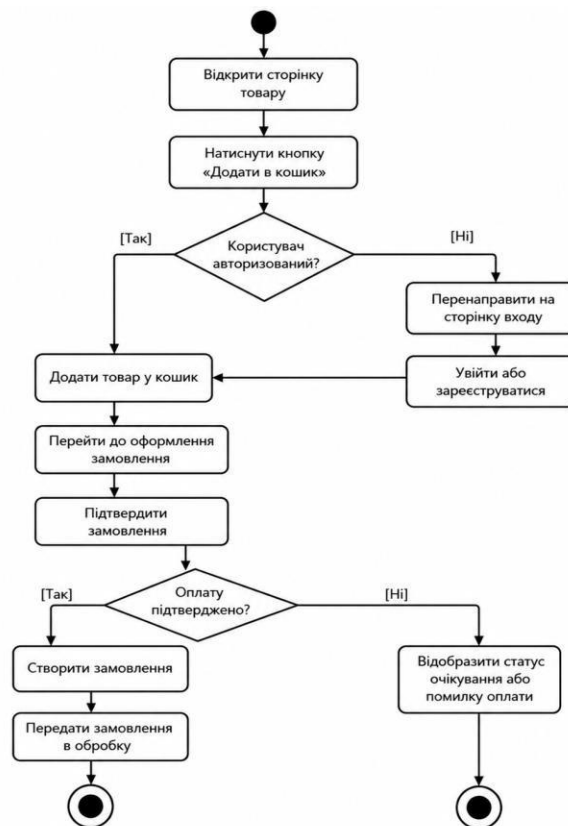 Відкрити сторінку
товару
Натиснути кнопку
«Додати в кошик»
[Так]
Користувач
авторизований?
[Ні]
Перенаправити на
сторінку входу
Додати товар у кошик
Увійти або
зареєструватися
Перейти до оформлення
замовлення
Підтвердити
замовлення
[Так]
Оплату
підтверджено?
[Ні]
Створити замовлення
Відобразити статус
очікування або
помилку оплати
Передати замовлення
в обробку